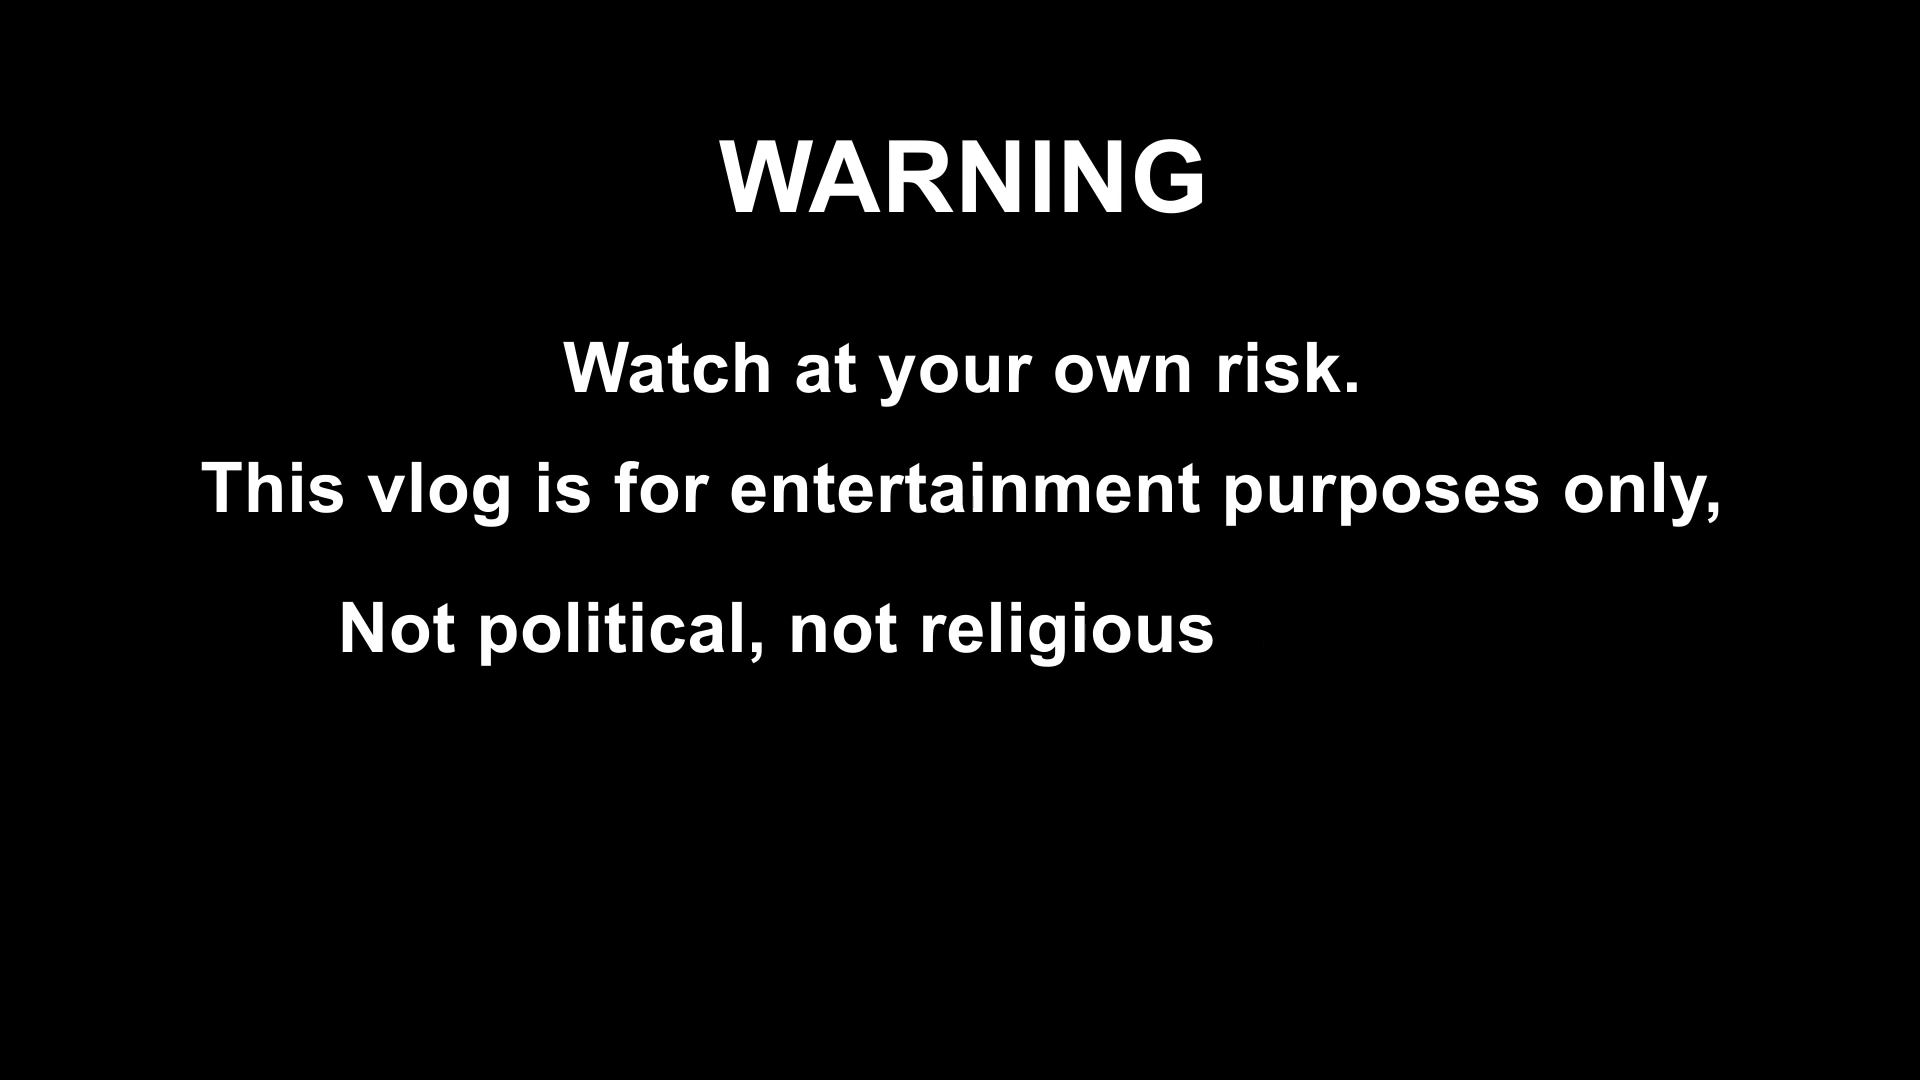 WARNING
Watch at your own risk.
This vlog is for entertainment purposes only,
Not political, not religious